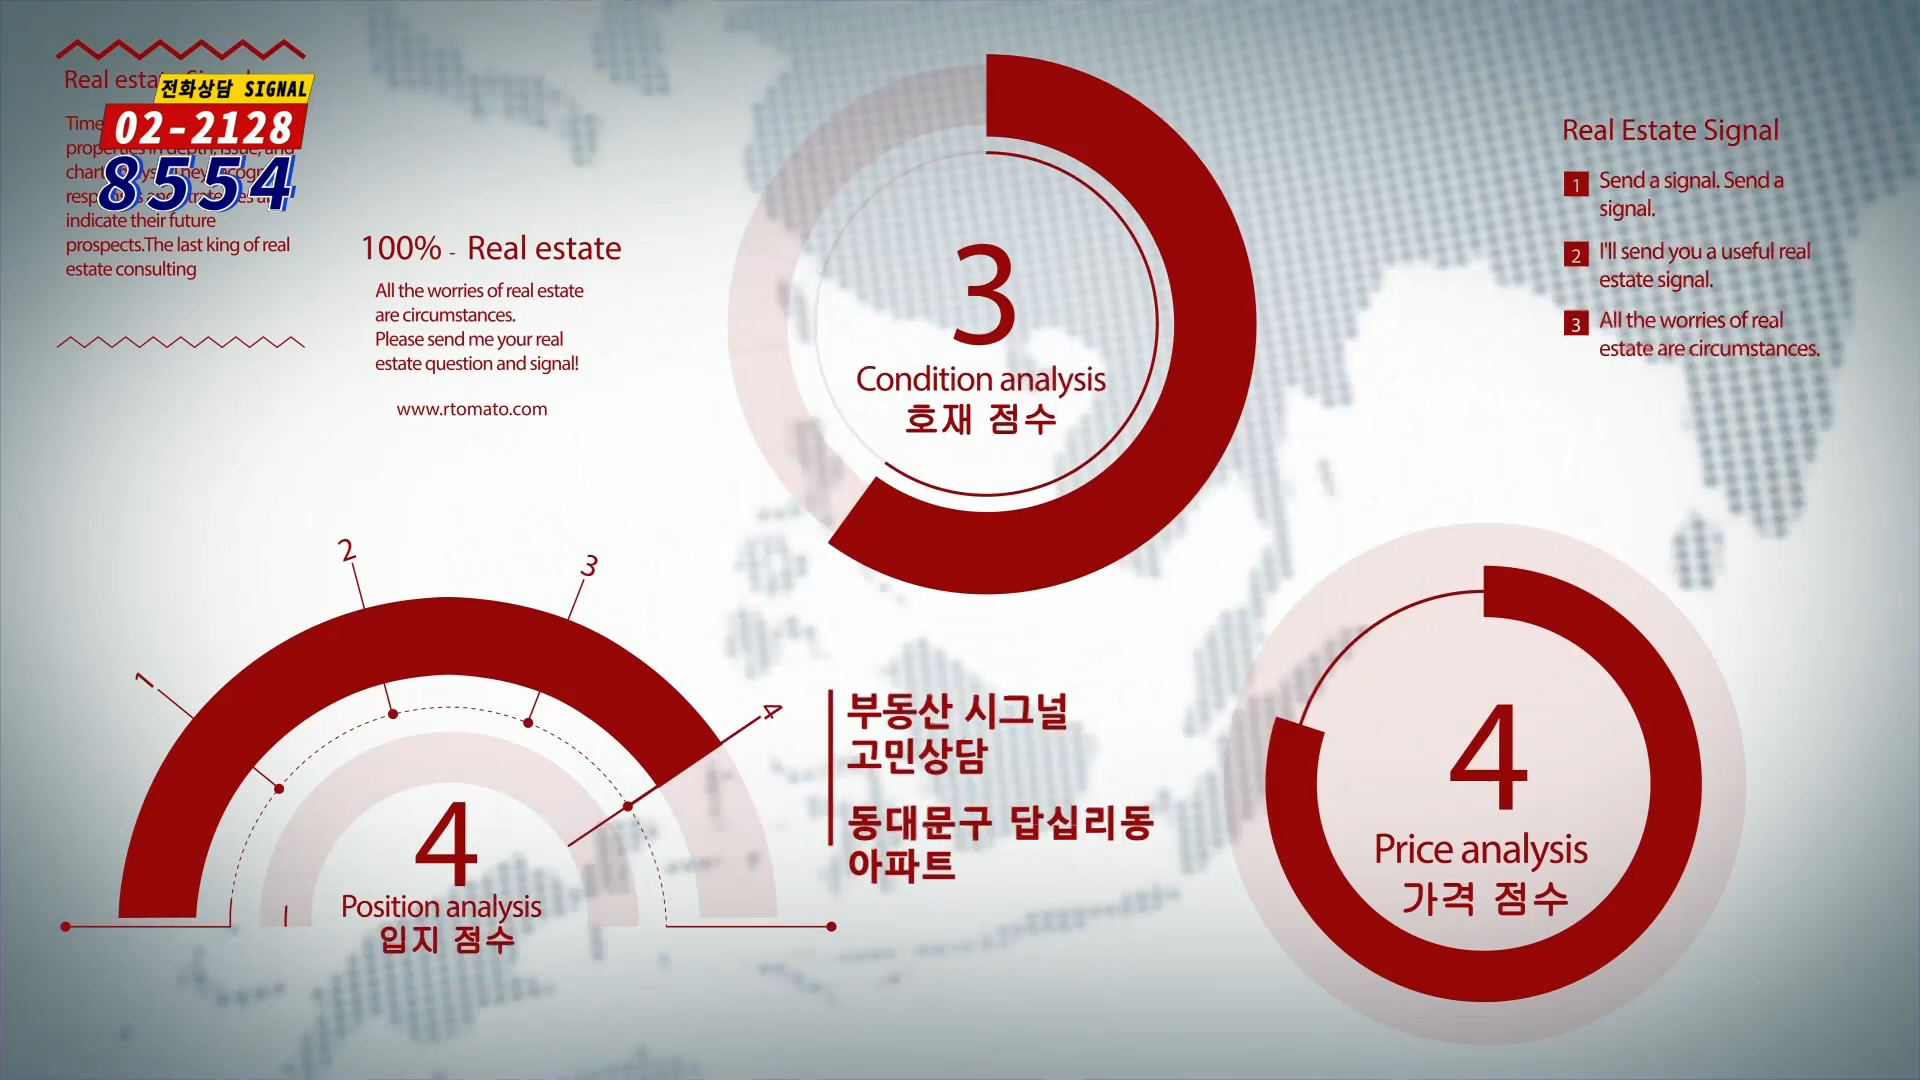 Real esta
전화상담 SIGNAL
02-2128
8554
Time
properties in depth, issue, and
indicate their future
prospects.The last king of real
estate consulting
100% - Real estate
All the worries of real estate
are circumstances.
Please send me your real
estate question and signal!
www.rtomato.com
3
Condition analysis
호재 점수
Real Estate Signal
1 Send a signal. Send a
signal.
2 I'll send you a useful real
estate signal.
3 All the worries of real
estate are circumstances.
1
2
3
4
4
Position analysis
입지 점수
부동산 시그널
고민상담
동대문구 답십리동
아파트
4
Price analysis
가격 점수